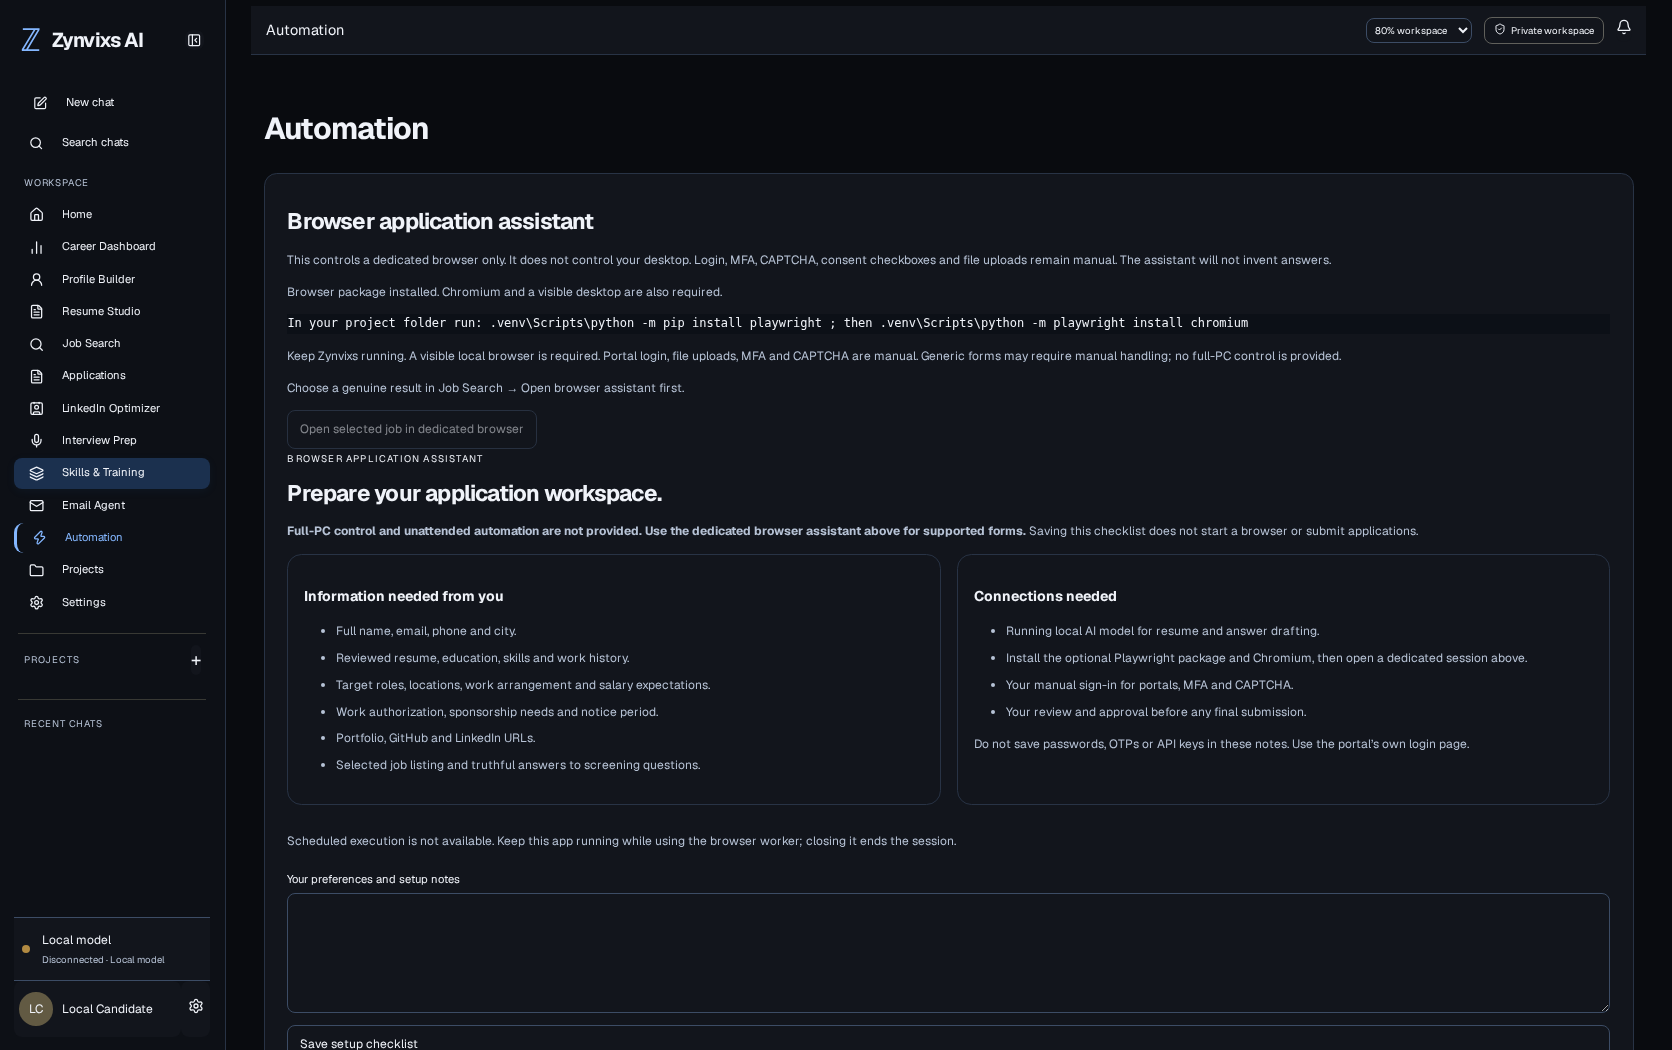 Zynvixs AI
New chat
Search chats
WORKSPACE
Home
Career Dashboard
Profile Builder
Resume Studio
Job Search
Applications
LinkedIn Optimizer
Interview Prep
Skills & Training
Email Agent
Automation
Projects
Settings
PROJECTS
+
RECENT CHATS
Local model
Disconnected · Local model
LC
Local Candidate
Automation
80% workspace
Private workspace
Automation
Browser application assistant
This controls a dedicated browser only. It does not control your desktop. Login, MFA, CAPTCHA, consent checkboxes and file uploads remain manual. The assistant will not invent answers.
Browser package installed. Chromium and a visible desktop are also required.
In your project folder run: .venv\Scripts\python -m pip install playwright ; then .venv\Scripts\python -m playwright install chromium
Keep Zynvixs running. A visible local browser is required. Portal login, file uploads, MFA and CAPTCHA are manual. Generic forms may require manual handling; no full-PC control is provided.
Choose a genuine result in Job Search → Open browser assistant first.
Open selected job in dedicated browser
BROWSER APPLICATION ASSISTANT
Prepare your application workspace.
Full-PC control and unattended automation are not provided. Use the dedicated browser assistant above for supported forms. Saving this checklist does not start a browser or submit applications.
Information needed from you
• Full name, email, phone and city.
• Reviewed resume, education, skills and work history.
• Target roles, locations, work arrangement and salary expectations.
• Work authorization, sponsorship needs and notice period.
• Portfolio, GitHub and LinkedIn URLs.
• Selected job listing and truthful answers to screening questions.
Connections needed
• Running local AI model for resume and answer drafting.
• Install the optional Playwright package and Chromium, then open a dedicated session above.
• Your manual sign-in for portals, MFA and CAPTCHA.
• Your review and approval before any final submission.
Do not save passwords, OTPs or API keys in these notes. Use the portal's own login page.
Scheduled execution is not available. Keep this app running while using the browser worker; closing it ends the session.
Your preferences and setup notes
Save setup checklist